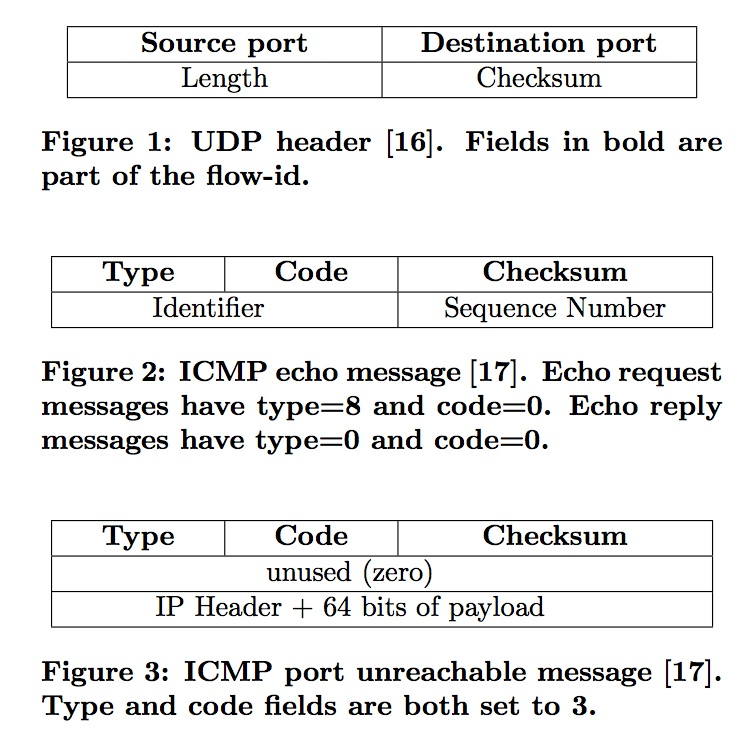 Source port Destination port
Length Checksum
Figure 1: UDP header [16]. Fields in bold are
part of the flow-id.
Type Code Checksum
Identifier Sequence Number
Figure 2: ICMP echo message [17]. Echo request
messages have type=8 and code=0. Echo reply
messages have type=0 and code=0.
Type Code Checksum
unused (zero)
IP Header + 64 bits of payload
Figure 3: ICMP port unreachable message [17].
Type and code fields are both set to 3.